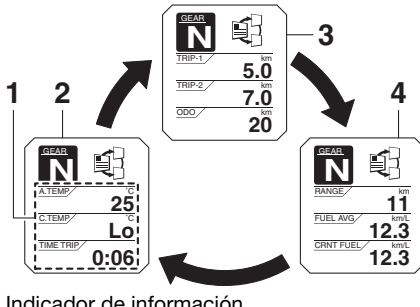 GEAR
N
TRIP-1 km
5.0
TRIP-2 km
7.0
ODO km
20
3
1 2
GEAR
N
A.TEMP °C
25
C.TEMP °C
Lo
TIME TRIP
0:06
4
GEAR
N
RANGE km
11
FUEL AVG km/L
12.3
CRNT FUEL km/L
12.3
Indicador de información